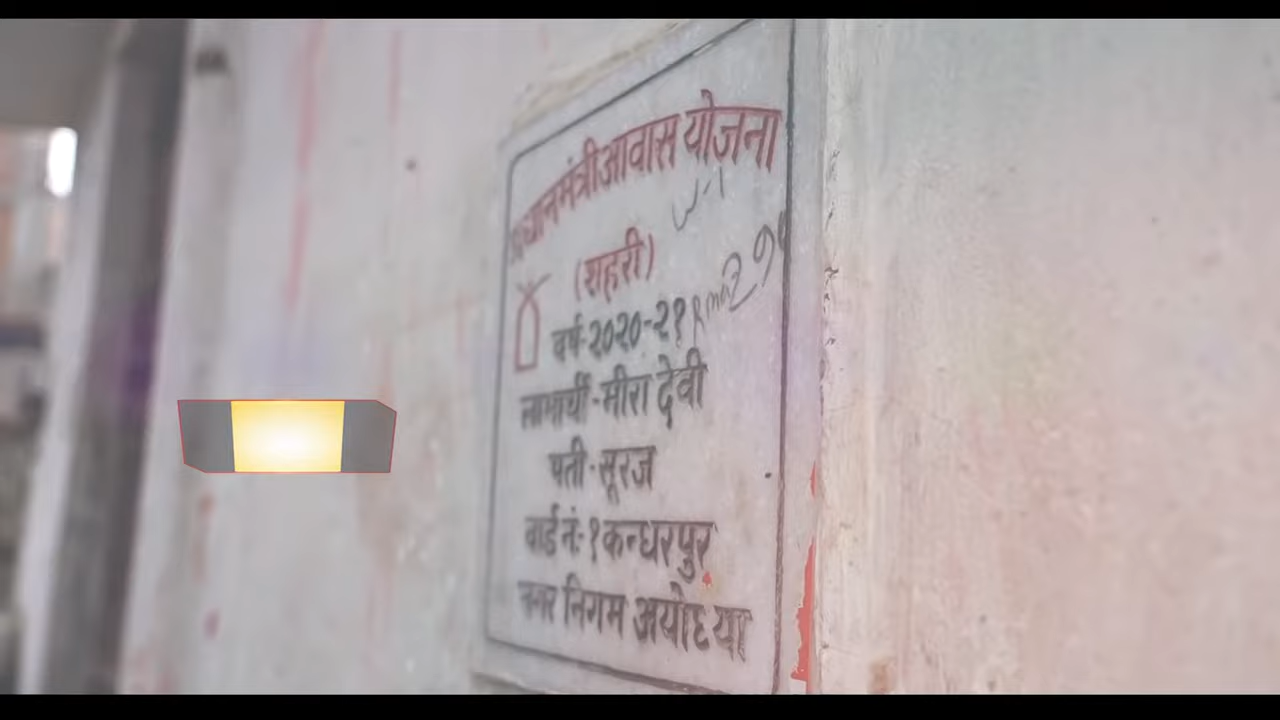 प्रधानमंत्री आवास योजना
(शहरी)
वर्ष-२०२०-२१
लाभार्थी-मीरा देवी
पती-सूरज
वार्ड नं:-१ कन्धरपुर
नगर निगम अयोध्या